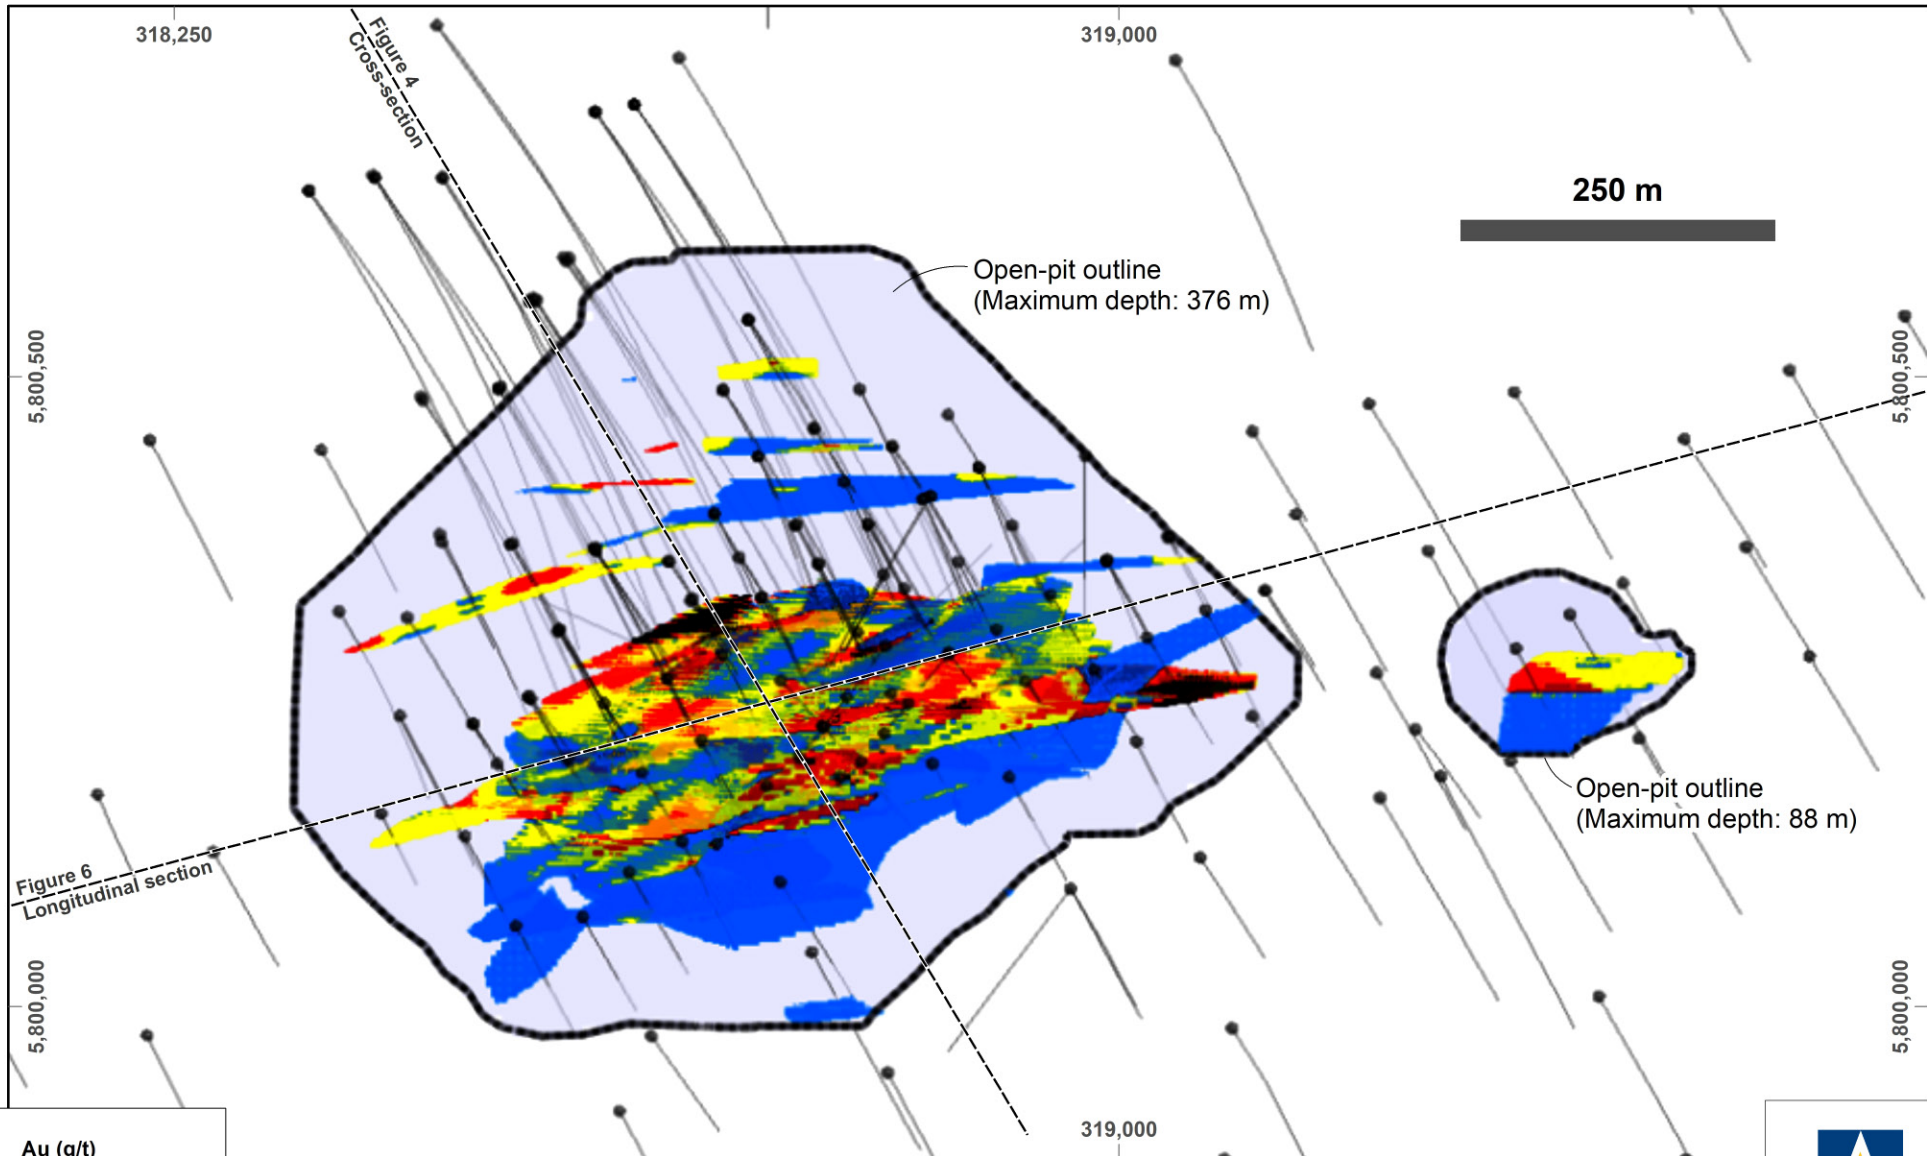 318,250
319,000
Figure 4
Cross-section
250 m
Open-pit outline
(Maximum depth: 376 m)
5,800,500
5,800,500
Open-pit outline
(Maximum depth: 88 m)
Figure 6
Longitudinal section
5,800,000
5,800,000
319,000
Au (g/t)